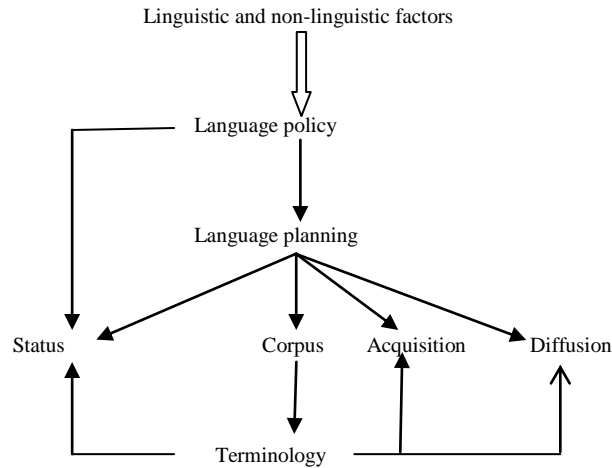 Linguistic and non-linguistic factors
Language policy
Language planning
Status Corpus Acquisition Diffusion
Terminology